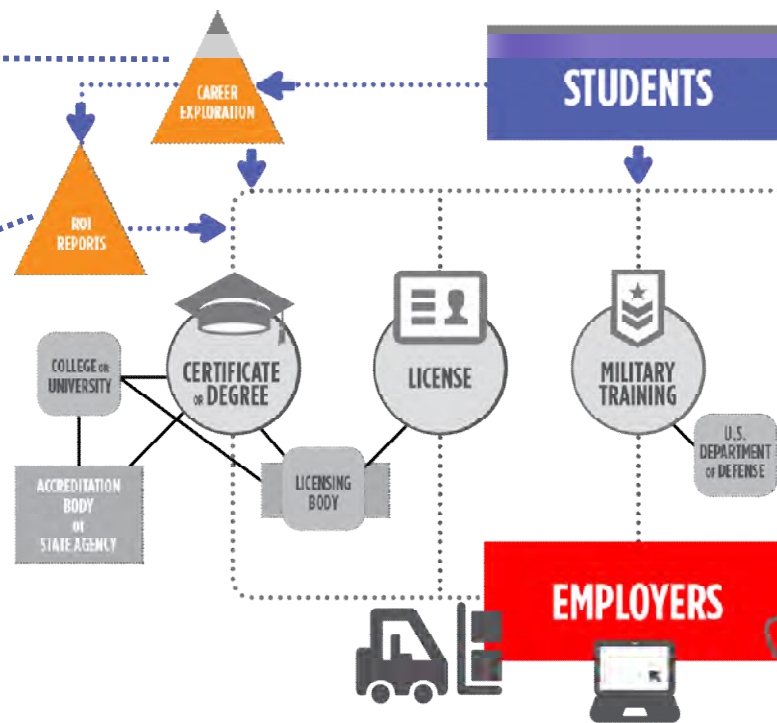 STUDENTS
CAREER
EXPLORATION
ROI
REPORTS
COLLEGE OR
UNIVERSITY
CERTIFICATE
OR DEGREE
LICENSE
MILITARY
TRAINING
U.S.
DEPARTMENT
OF DEFENSE
ACCREDITATION
BODY
or
STATE AGENCY
LICENSING
BODY
EMPLOYERS